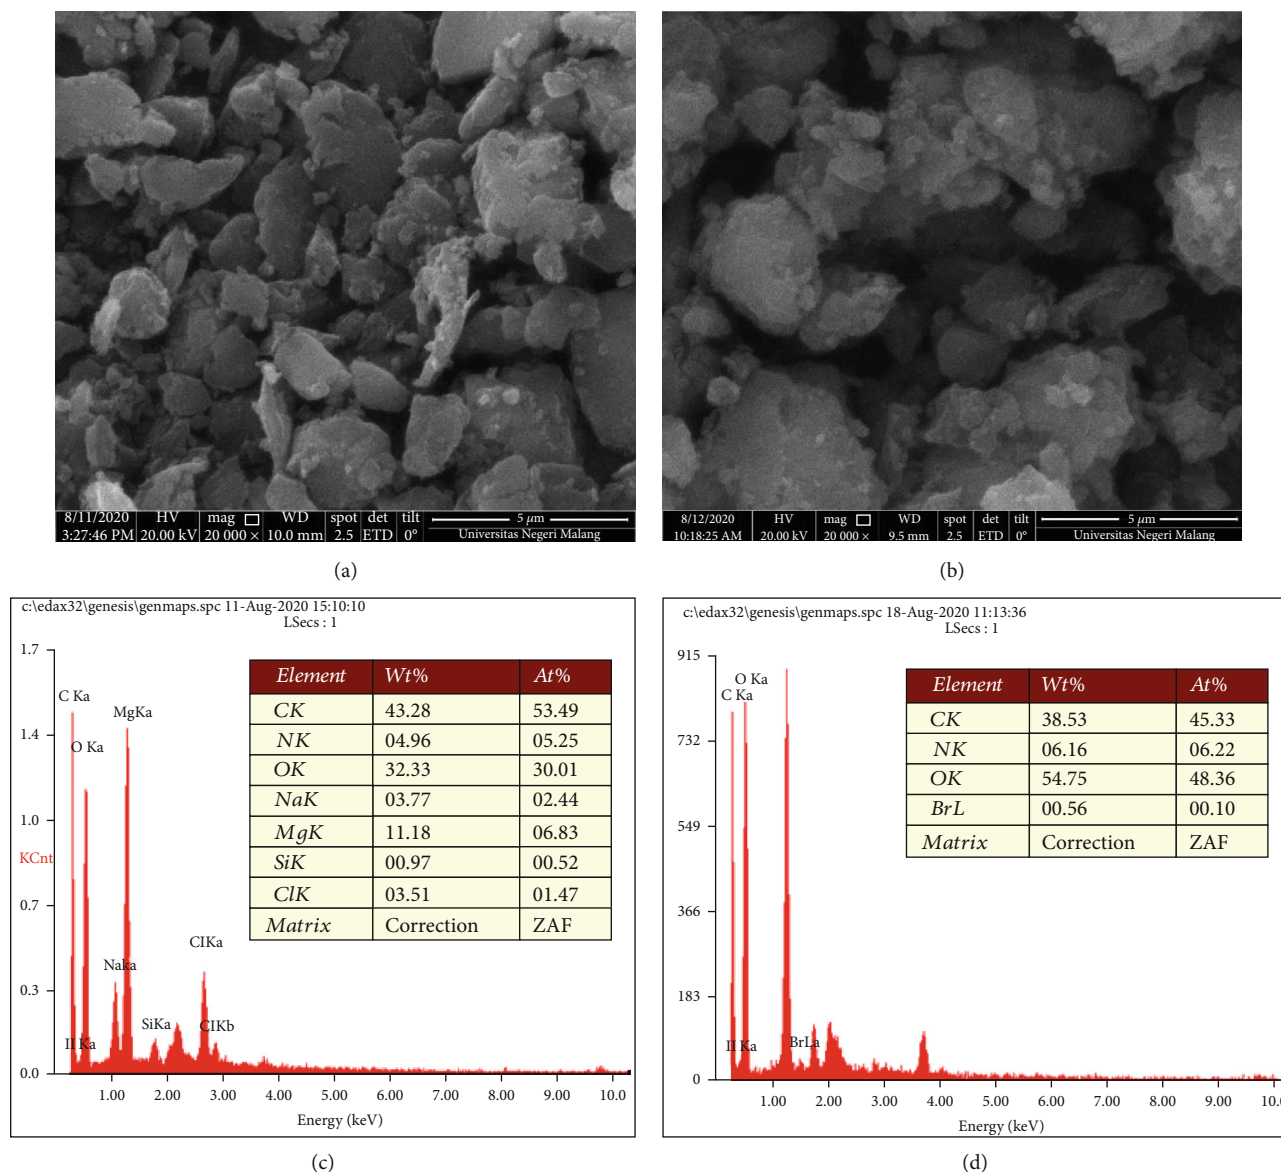 8/11/2020 HV mag WD spot det tilt 5 μm
3:27:46 PM 20.00 kV 20 000 × 10.0 mm 2.5 ETD 0° Universitas Negeri Malang
(a)
8/12/2020 HV mag WD spot det tilt 5 μm
10:18:25 AM 20.00 kV 20 000 × 9.5 mm 2.5 ETD 0° Universitas Negeri Malang
(b)
c:\edax32\genesis\genmaps.spc 11-Aug-2020 15:10:10
LSecs : 1
1.7
1.4
1.0
KCnt
0.7
0.3
0.0
C Ka
O Ka
MgKa
Naka
II Ka
SiKa
CIKa
CIKb
Element Wt% At%
CK 43.28 53.49
NK 04.96 05.25
OK 32.33 30.01
NaK 03.77 02.44
MgK 11.18 06.83
SiK 00.97 00.52
ClK 03.51 01.47
Matrix Correction ZAF
1.00 2.00 3.00 4.00 5.00 6.00 7.00 8.00 9.00 10.0
Energy (keV)
(c)
c:\edax32\genesis\genmaps.spc 18-Aug-2020 11:13:36
LSecs : 1
915
732
549
366
183
0
O Ka
C Ka
II Ka
BrLa
Element Wt% At%
CK 38.53 45.33
NK 06.16 06.22
OK 54.75 48.36
BrL 00.56 00.10
Matrix Correction ZAF
1.00 2.00 3.00 4.00 5.00 6.00 7.00 8.00 9.00 10.0
Energy (keV)
(d)